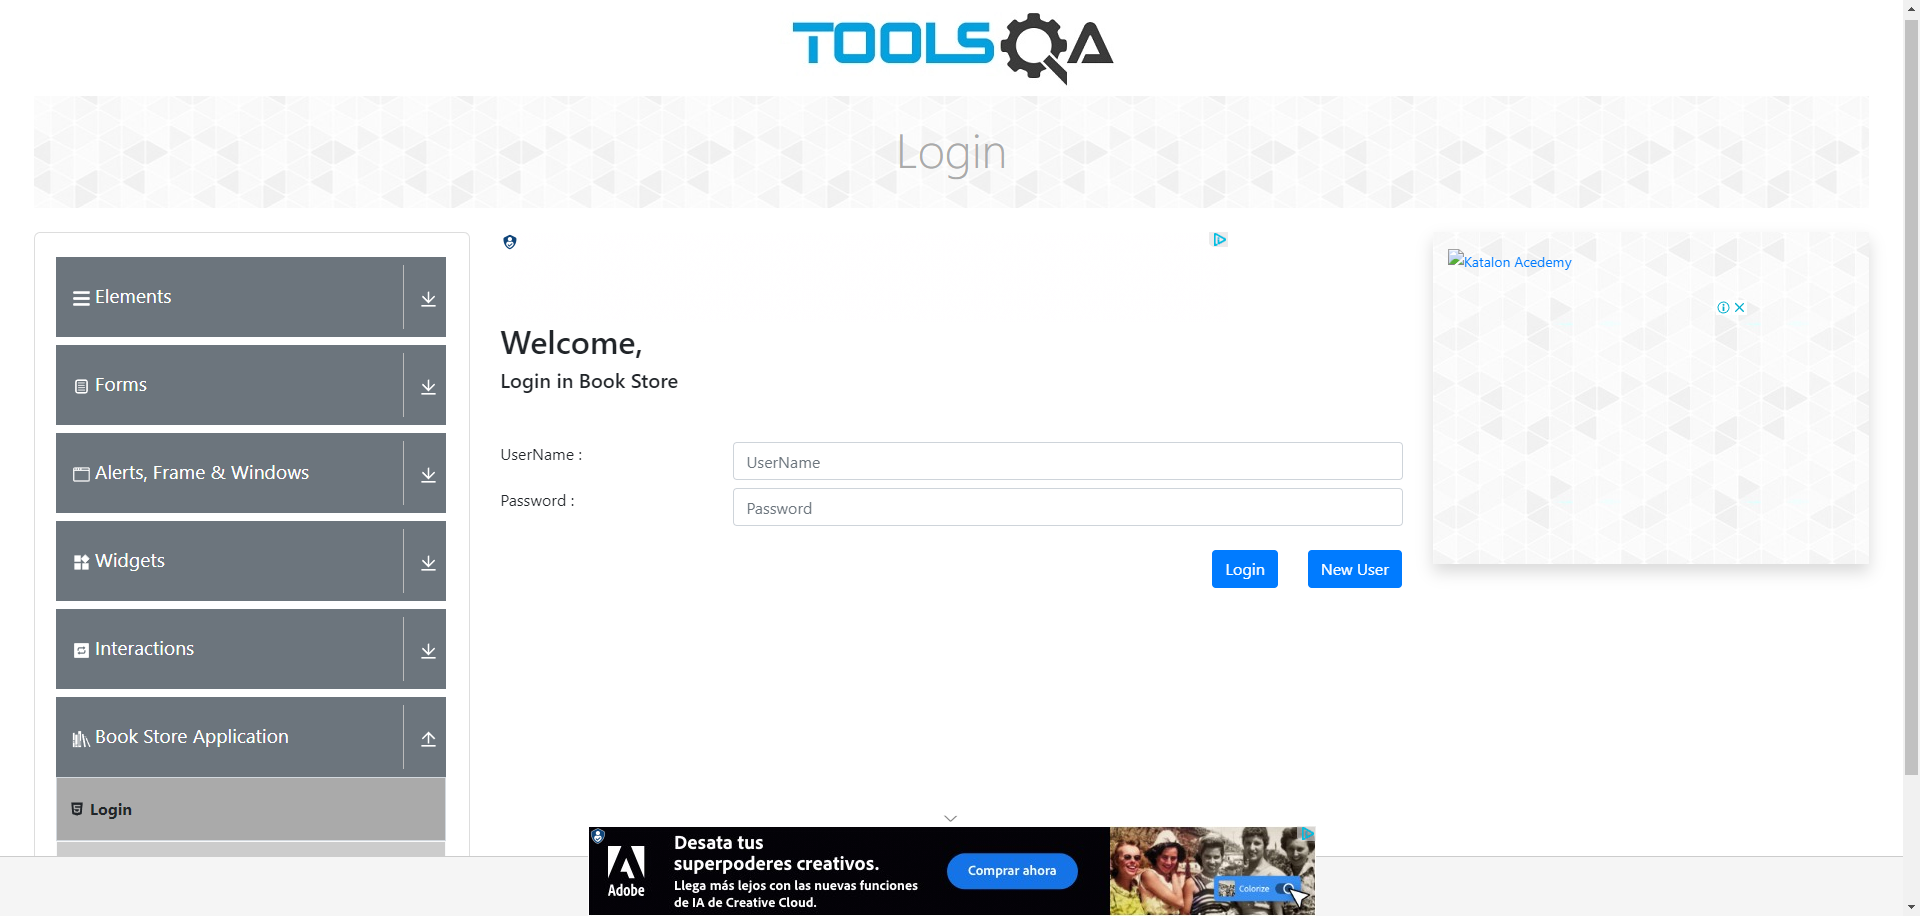 TOOLSQA
Login
Elements
Forms
Alerts, Frame & Windows
Widgets
Interactions
Book Store Application
Login
Welcome,
Login in Book Store
UserName :
UserName
Password :
Password
Login
New User
Katalon Acedemy
Adobe
Desata tus
superpoderes creativos.
Llega más lejos con las nuevas funciones
de IA de Creative Cloud.
Comprar ahora
Colorize